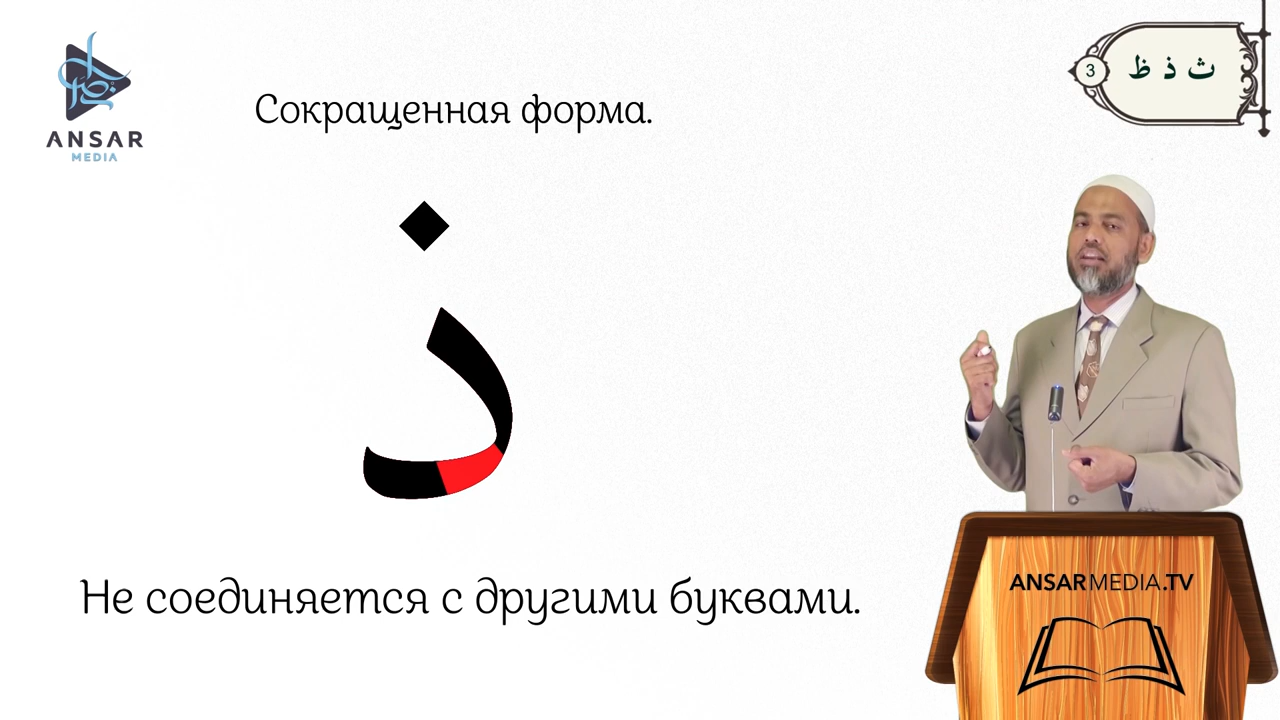 ANSAR
MEDIA
Сокращенная форма.
3
ث ذ ظ
ذ
Не соединяется с другими буквами.
ANSARMEDIA.TV